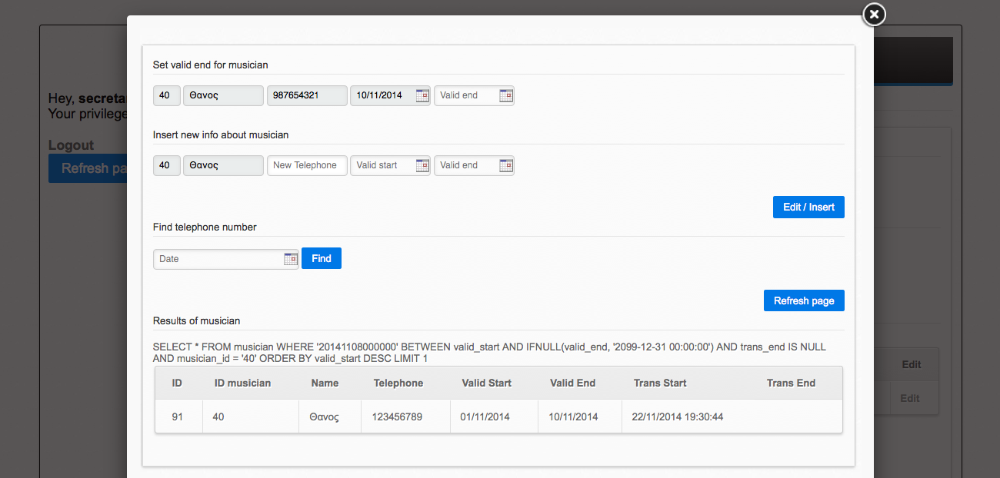 Hey, secreta
Your privilege
Logout
Refresh pa
Set valid end for musician
40 Θανος 987654321 10/11/2014 Valid end
Insert new info about musician
40 Θανος New Telephone Valid start Valid end
Edit / Insert
Find telephone number
Date Find
Refresh page
Results of musician
SELECT * FROM musician WHERE '20141108000000' BETWEEN valid_start AND IFNULL(valid_end, '2099-12-31 00:00:00') AND trans_end IS NULL
AND musician_id = '40' ORDER BY valid_start DESC LIMIT 1
ID ID musician Name Telephone Valid Start Valid End Trans Start Trans End
91 40 Θανος 123456789 01/11/2014 10/11/2014 22/11/2014 19:30:44
Edit
Edit